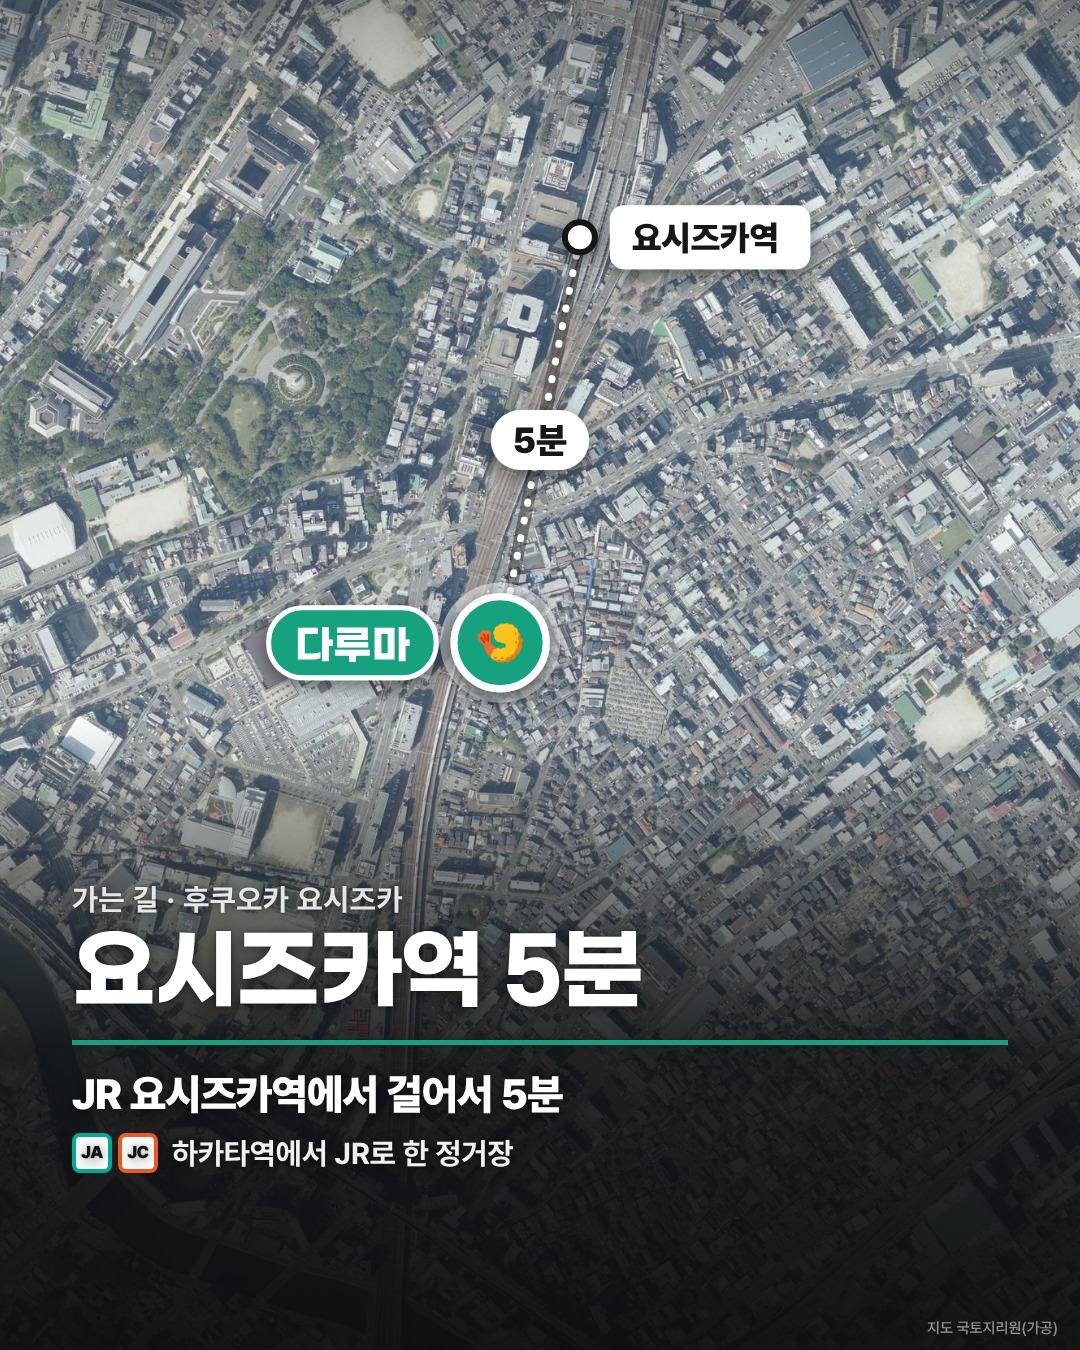 요시즈카역
5분
다루마
가는 길 · 후쿠오카 요시즈카
요시즈카역 5분
JR 요시즈카역에서 걸어서 5분
JA JC 하카타역에서 JR로 한 정거장
지도 국토지리원(가공)